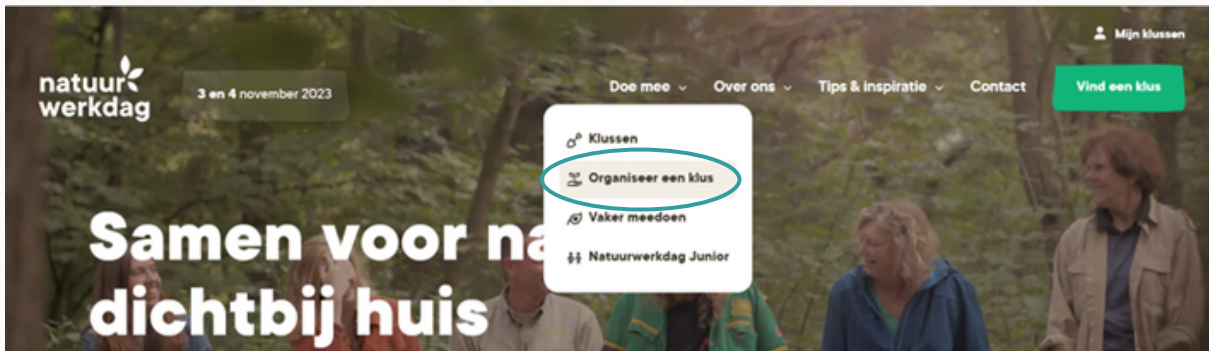 Mijn klussen
natuur
werkdag
3 en 4 november 2023
Doe mee
Over ons
Tips & inspiratie
Contact
Vind een klus
Klussen
Organiseer een klus
Vaker meedoen
Natuurwerkdag Junior
Samen voor na
dichtbij huis